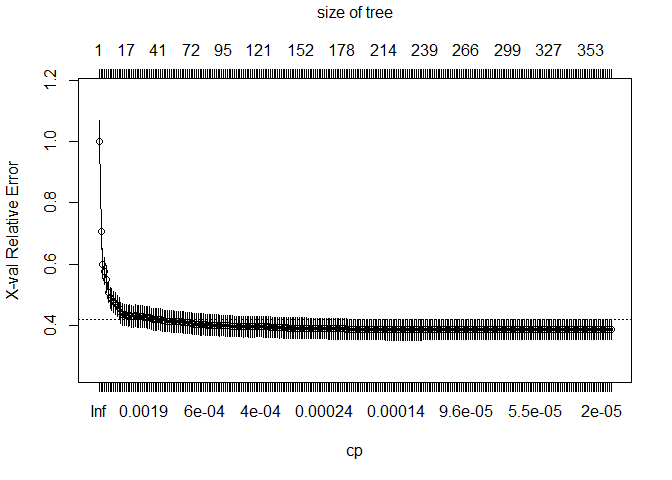 size of tree
1 17 41 72 95 121 152 178 214 239 266 299 327 353
X-val Relative Error
1.2
1.0
0.8
0.6
0.4
Inf 0.0019 6e-04 4e-04 0.00024 0.00014 9.6e-05 5.5e-05 2e-05
cp